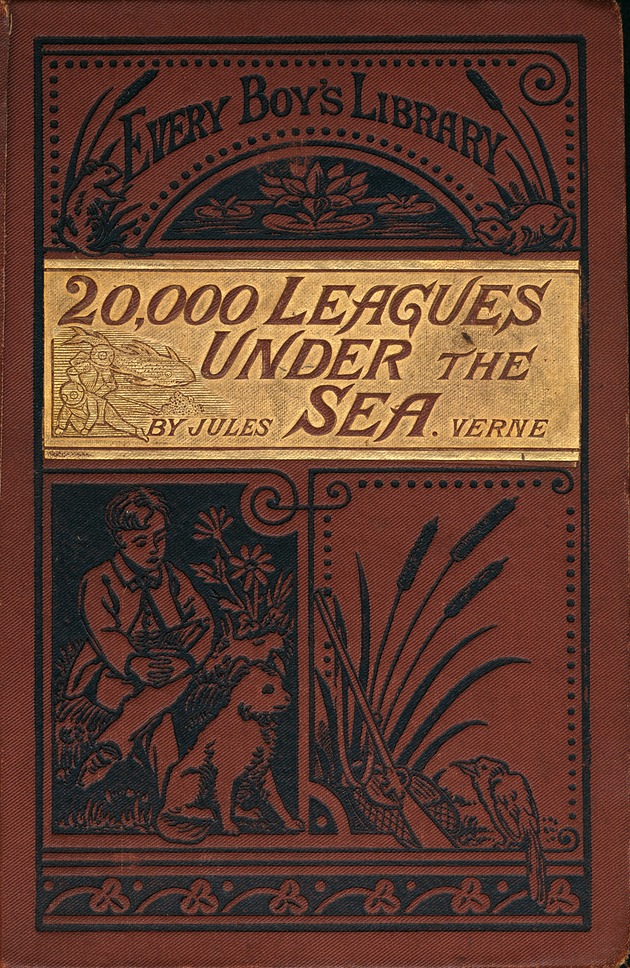 EVERY BOY'S LIBRARY
20,000 LEAGUES
UNDER THE
SEA.
BY JULES VERNE